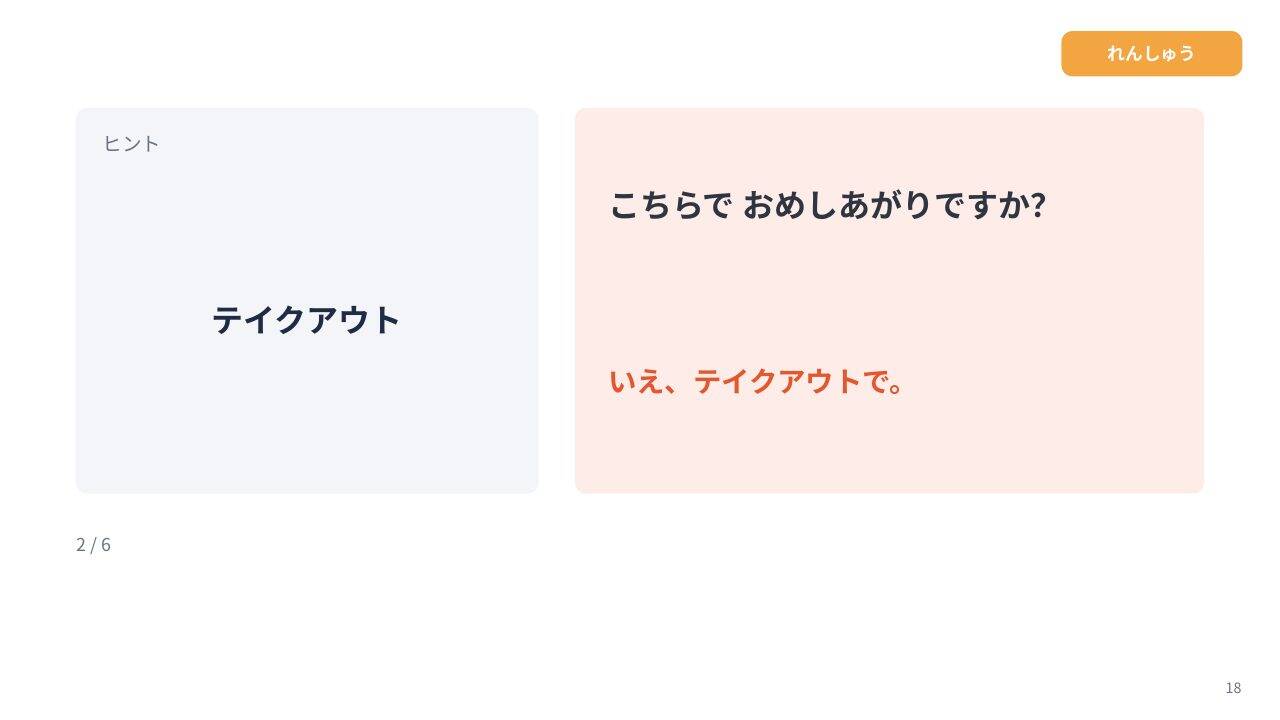 れんしゅう
ヒント
テイクアウト
こちらで おめしあがりですか?
いえ、テイクアウトで。
2 / 6
18